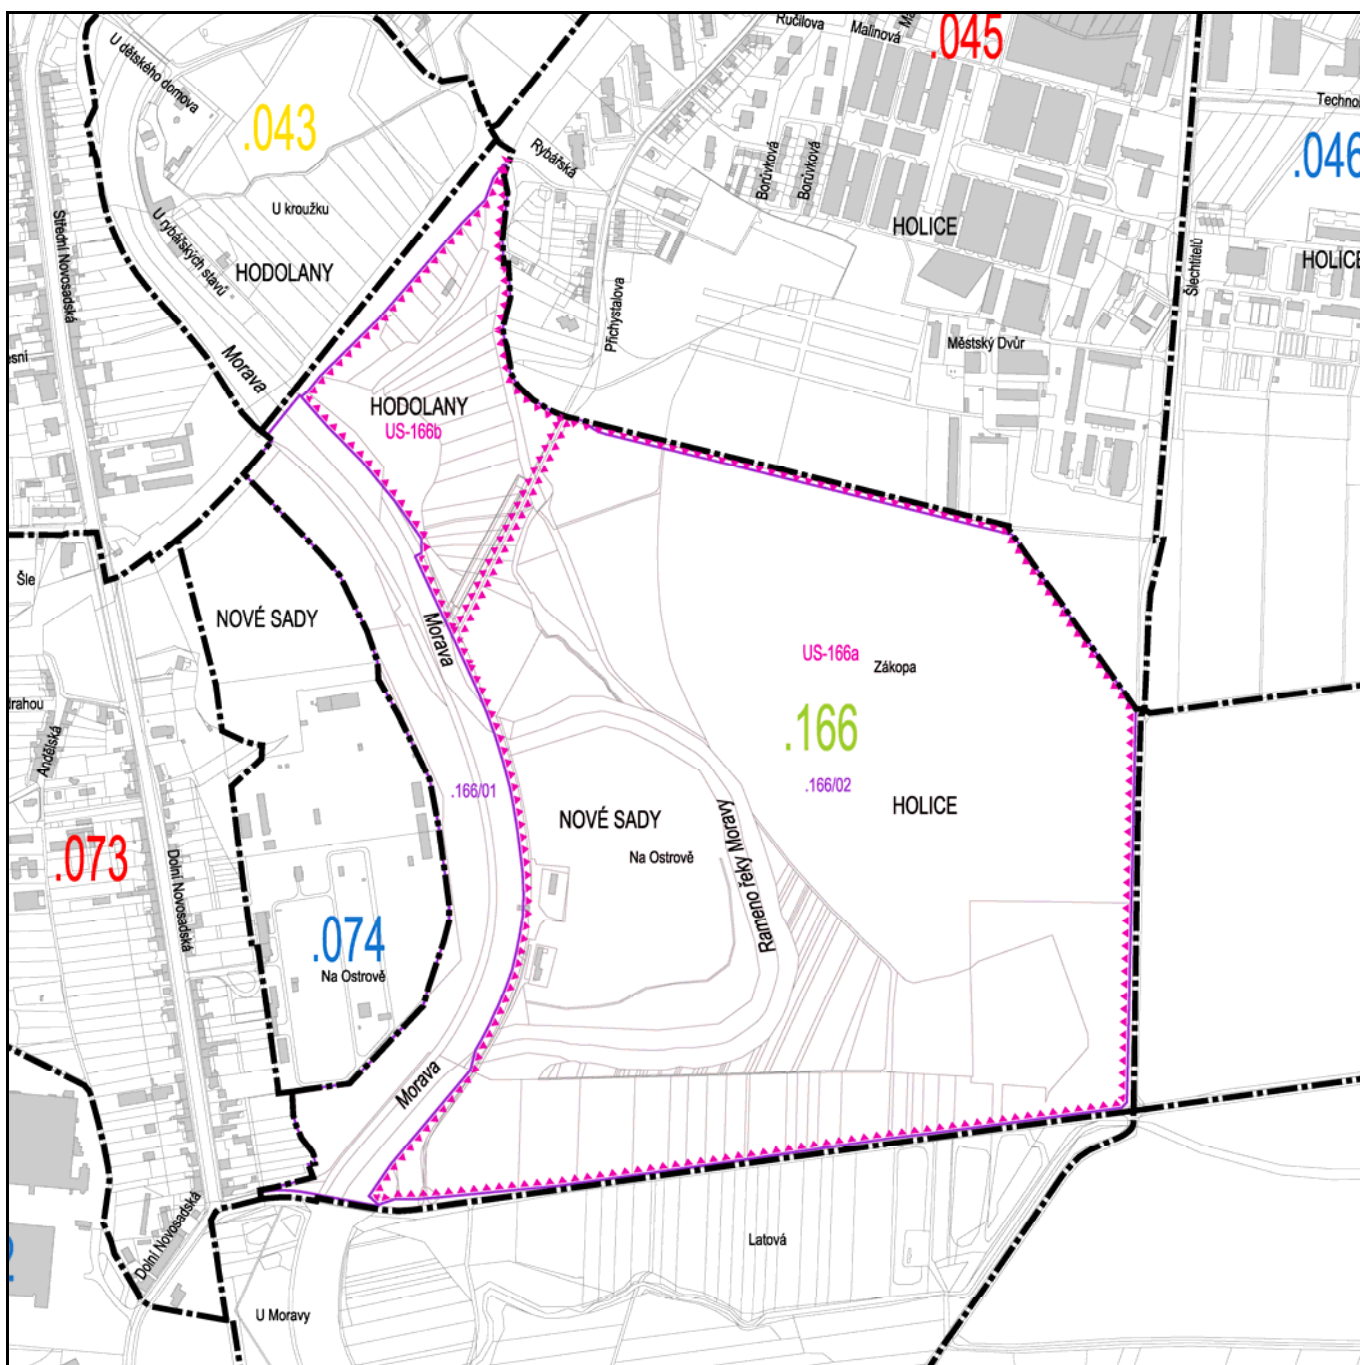 Ručilova
Malinová
.045
U dětského domova
Technol
.043
Rybářská
Borůvková
Borůvková
.046
U kroužku
Střední Novosadská
U rybářských stavů
HOLICE
HODOLANY
Šlechtitelů
HOLICE
Přichystalova
Městský Dvůr
esní
Morava
HODOLANY
US-166b
Šle
NOVÉ SADY
Morava
US-166a
Zákopa
drahou
Andělská
.166
.166/01
.166/02
HOLICE
NOVÉ SADY
Na Ostrově
Rameno řeky Moravy
.073
Dolní Novosadská
.074
Na Ostrově
Morava
Dolní Novosadská
Latová
U Moravy